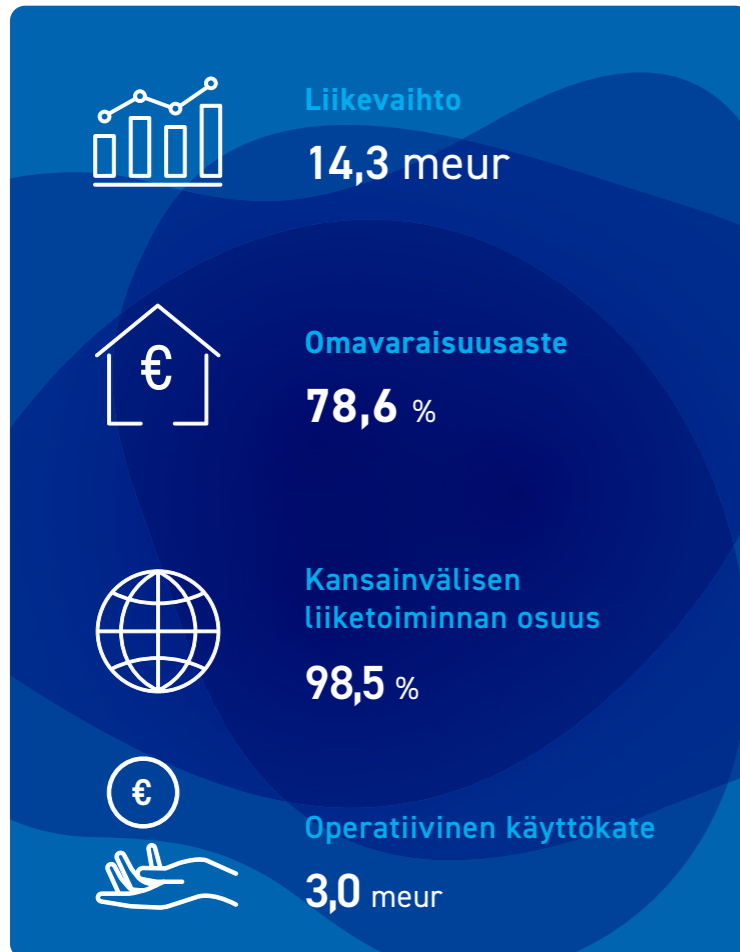 Liikevaihto
14,3 meur
€
Omavaraisuusaste
78,6 %
Kansainvälisen
liiketoiminnan osuus
98,5 %
€
Operatiivinen käyttökate
3,0 meur